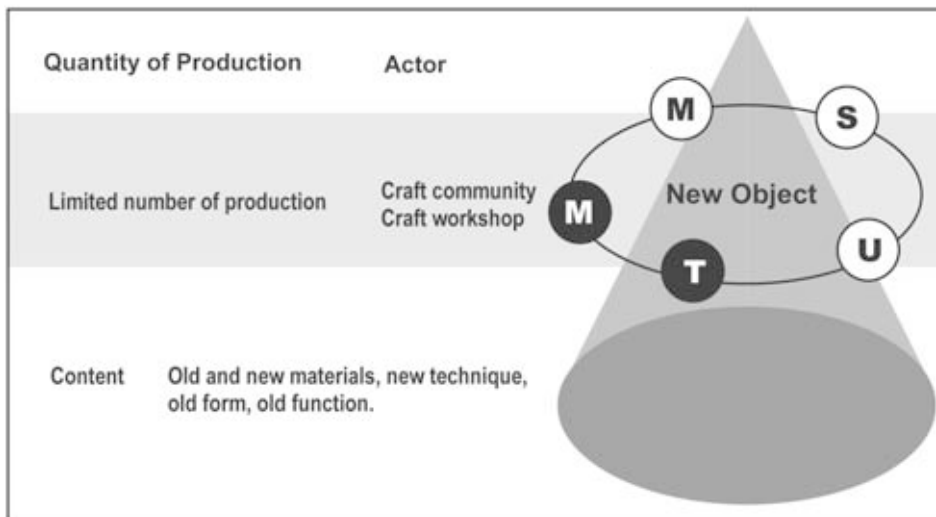 Quantity of Production
Actor
M
S
Limited number of production
Craft community
Craft workshop
M
New Object
U
T
Content
Old and new materials, new technique,
old form, old function.